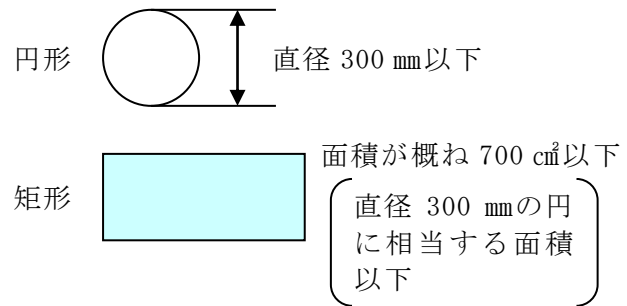 円形
直径 300 ㎜以下
面積が概ね 700 ㎠以下
矩形
直径 300 ㎜の円
に相当する面積
以下